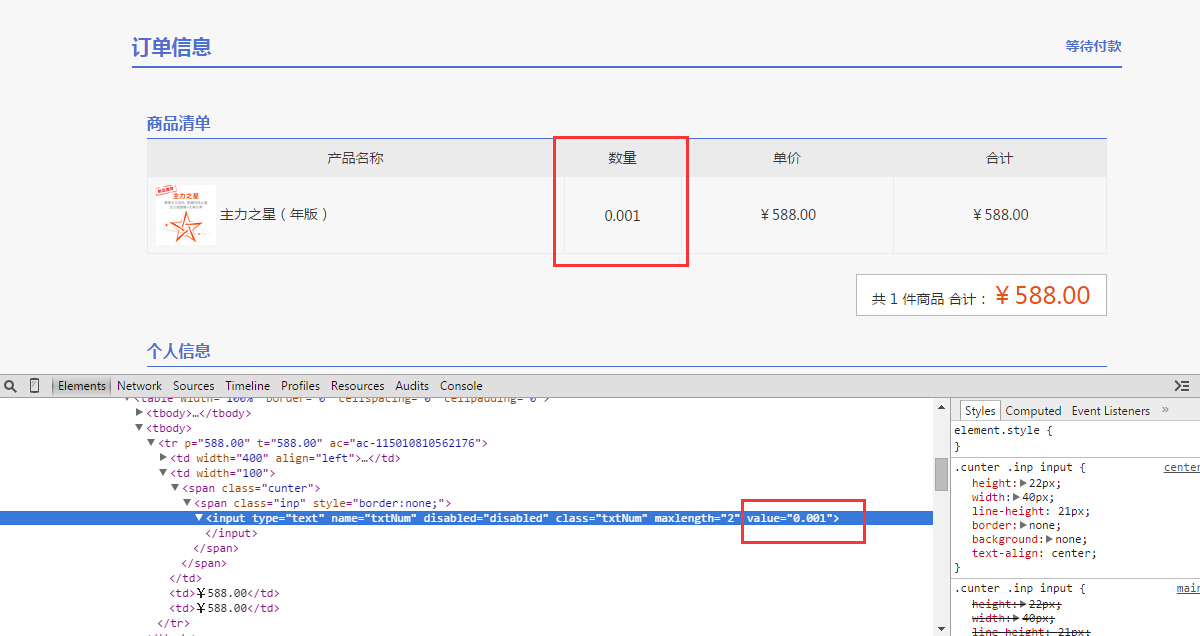 订单信息
等待付款
商品清单
产品名称 数量 单价 合计
主力之星
主力之星（年版） 0.001 ￥588.00 ￥588.00
共 1 件商品 合计： ￥588.00
个人信息
Elements Network Sources Timeline Profiles Resources Audits Console
<table width="100%" border="0" cellspacing="0" cellpadding="0">
▶<tbody>…</tbody>
▼<tbody>
▼<tr p="588.00" t="588.00" ac="ac-115010810562176">
▶<td width="400" align="left">…</td>
▼<td width="100">
▼<span class="cunter">
▼<span class="inp" style="border:none;">
▼<input type="text" name="txtNum" disabled="disabled" class="txtNum" maxlength="2" value="0.001">
</input>
</span>
</span>
</td>
<td>￥588.00</td>
<td>￥588.00</td>
</tr>
Styles Computed Event Listeners »
element.style {
}
.cunter .inp input { center
height:▶22px;
width:▶40px;
line-height: 21px;
border:▶none;
background:▶none;
text-align: center;
}
.cunter .inp input { main
height:▶22px;
width:▶40px;
line-height: 21px;